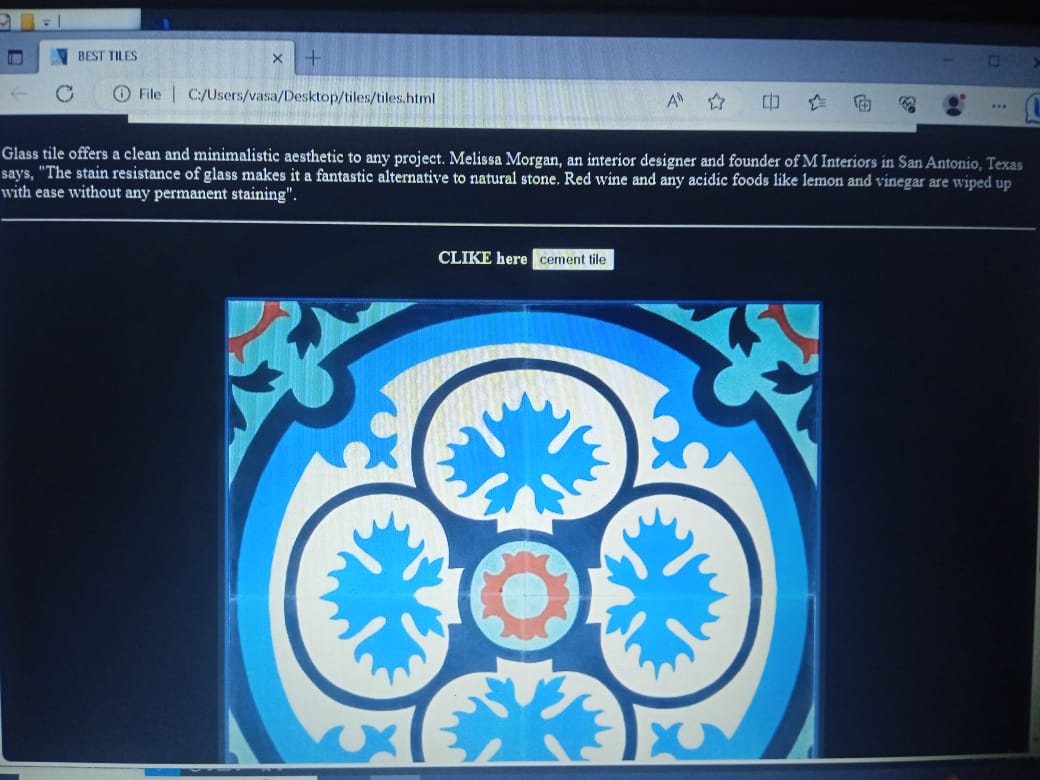 BEST TILES
File | C:/Users/vasa/Desktop/tiles/tiles.html
Glass tile offers a clean and minimalistic aesthetic to any project. Melissa Morgan, an interior designer and founder of M Interiors in San Antonio, Texas
says, "The stain resistance of glass makes it a fantastic alternative to natural stone. Red wine and any acidic foods like lemon and vinegar are wiped up
with ease without any permanent staining".
CLIKE here cement tile